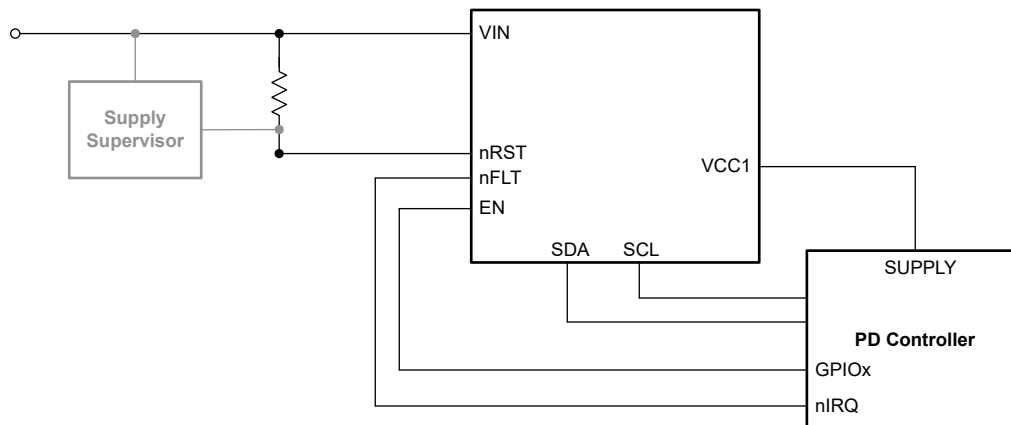 VIN
Supply
Supervisor
nRST
nFLT
VCC1
EN
SDA SCL
SUPPLY
PD Controller
GPIOx
nIRQ